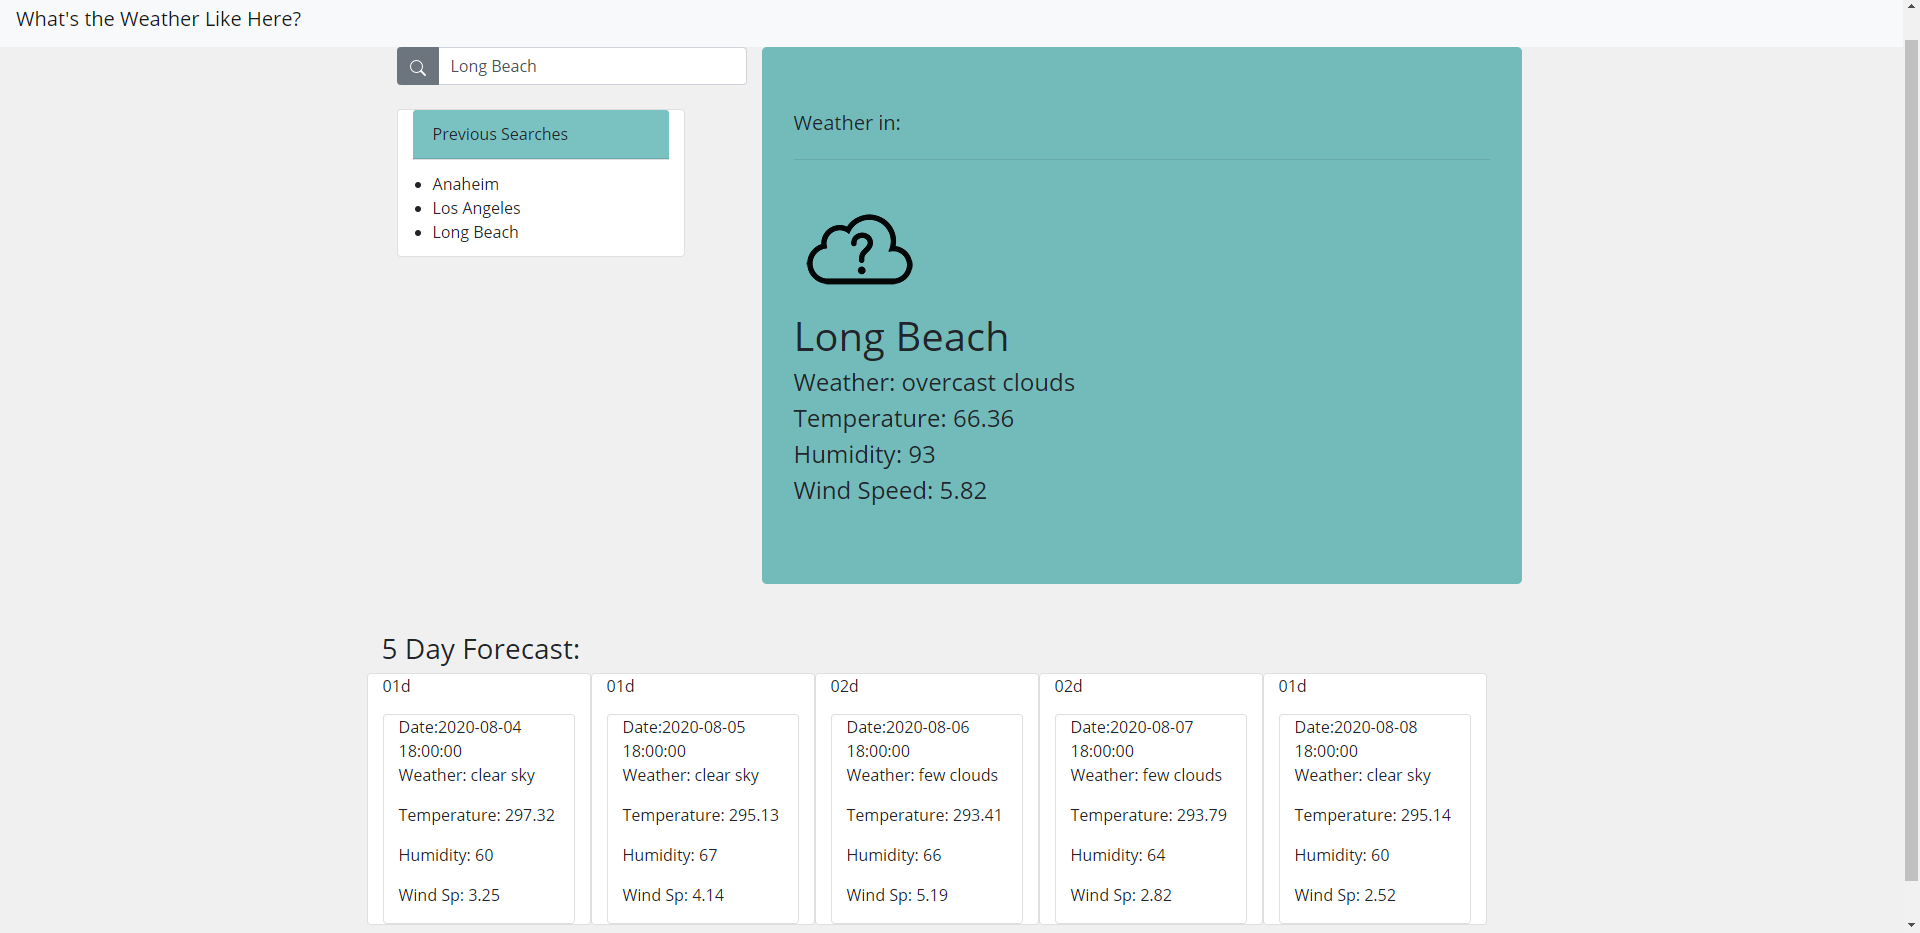 What's the Weather Like Here?
Long Beach
Previous Searches
Anaheim
Los Angeles
Long Beach
Weather in:
?
Long Beach
Weather: overcast clouds
Temperature: 66.36
Humidity: 93
Wind Speed: 5.82
5 Day Forecast:
01d
Date:2020-08-04
18:00:00
Weather: clear sky
Temperature: 297.32
Humidity: 60
Wind Sp: 3.25
01d
Date:2020-08-05
18:00:00
Weather: clear sky
Temperature: 295.13
Humidity: 67
Wind Sp: 4.14
02d
Date:2020-08-06
18:00:00
Weather: few clouds
Temperature: 293.41
Humidity: 66
Wind Sp: 5.19
02d
Date:2020-08-07
18:00:00
Weather: few clouds
Temperature: 293.79
Humidity: 64
Wind Sp: 2.82
01d
Date:2020-08-08
18:00:00
Weather: clear sky
Temperature: 295.14
Humidity: 60
Wind Sp: 2.52